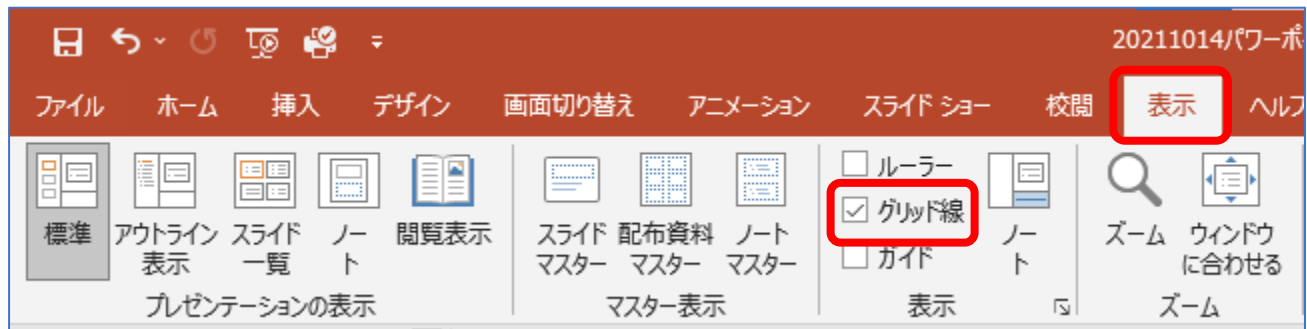 20211014パワーポ
ファイル ホーム 挿入 デザイン 画面切り替え アニメーション スライド ショー 校閲 表示 ヘルプ
標準
アウトライン
表示
スライド
一覧
ノー
ト
閲覧表示
プレゼンテーションの表示
スライド
マスター
配布資料
マスター
ノート
マスター
マスター表示
ルーラー
グリッド線
ガイド
ノー
ト
表示
ズーム
ウィンドウ
に合わせる
ズーム